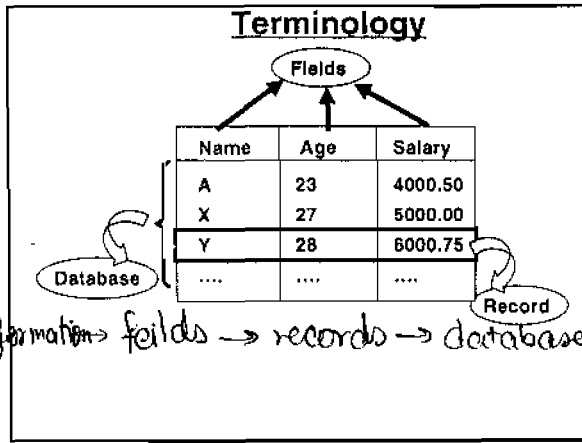 Terminology
Fields
Name Age Salary
A 23 4000.50
X 27 5000.00
Y 28 6000.75
.... .... ....
Database
Record
formation → feilds → records → database